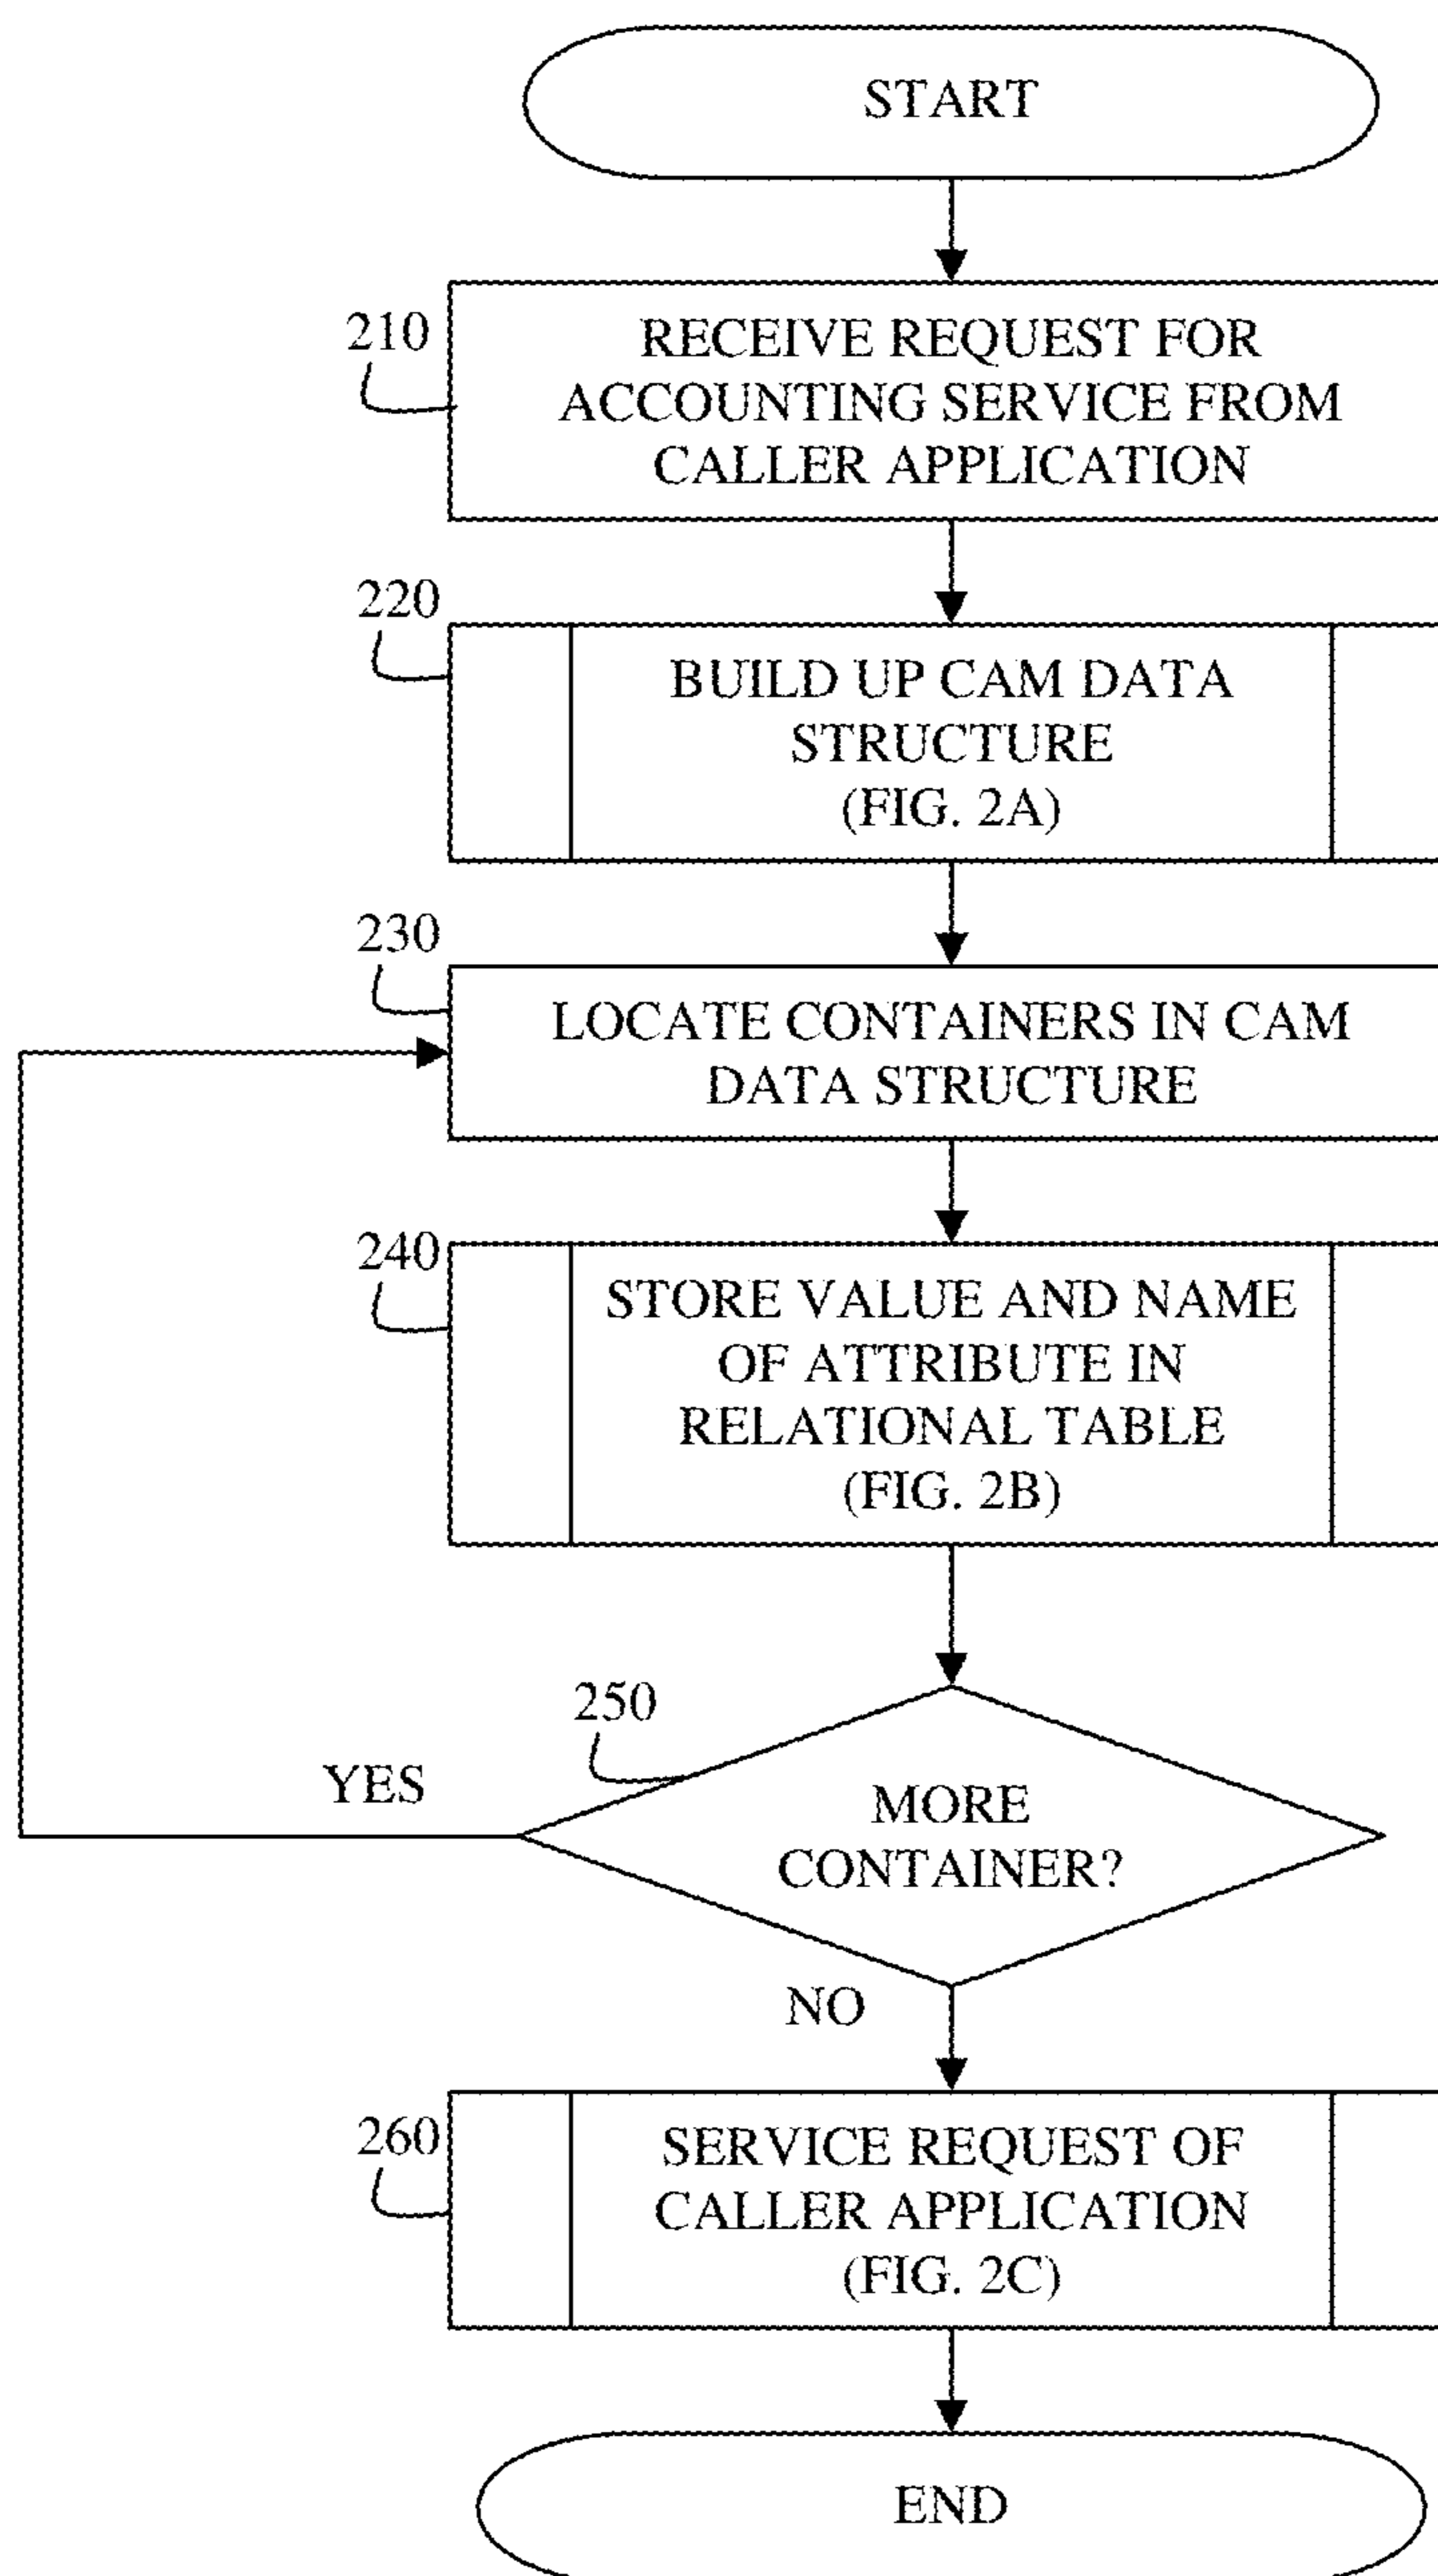 START
210
RECEIVE REQUEST FOR
ACCOUNTING SERVICE FROM
CALLER APPLICATION
220
BUILD UP CAM DATA
STRUCTURE
(FIG. 2A)
230
LOCATE CONTAINERS IN CAM
DATA STRUCTURE
240
STORE VALUE AND NAME
OF ATTRIBUTE IN
RELATIONAL TABLE
(FIG. 2B)
250
YES
MORE
CONTAINER?
NO
260
SERVICE REQUEST OF
CALLER APPLICATION
(FIG. 2C)
END